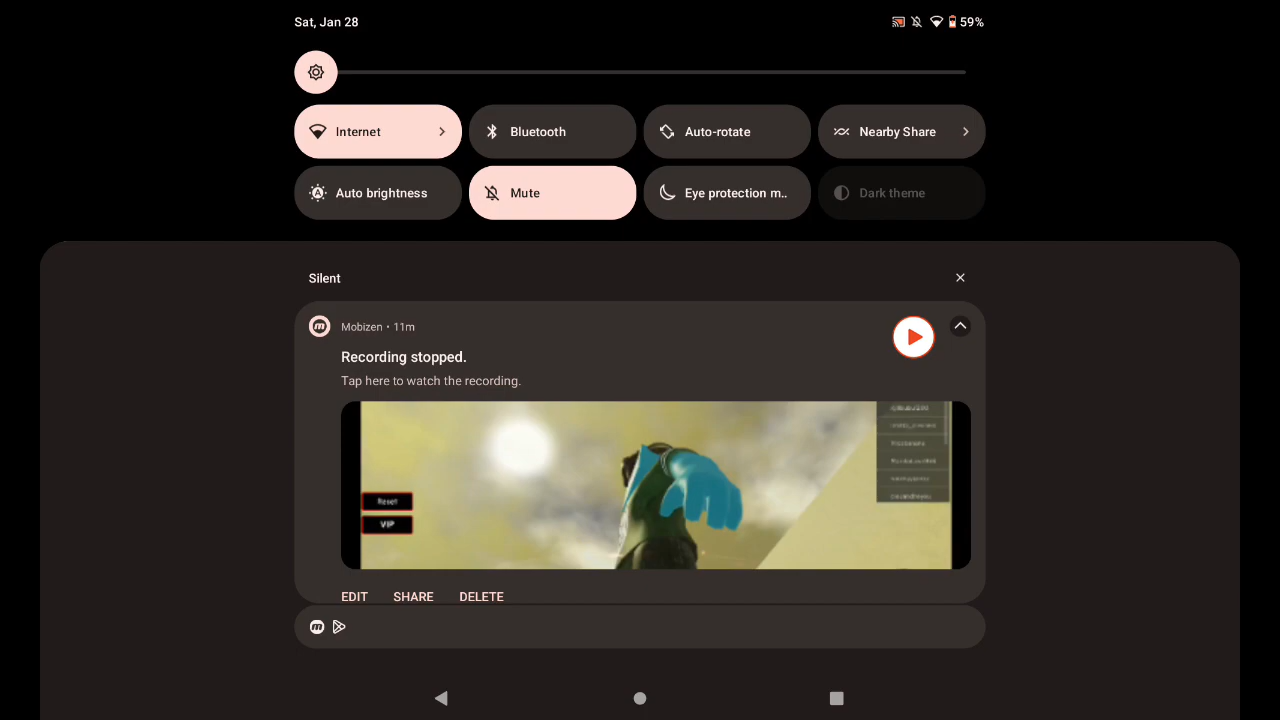 Sat, Jan 28
59%
Internet
Bluetooth
Auto-rotate
Nearby Share
Auto brightness
Mute
Eye protection m..
Dark theme
Silent
Mobizen • 11m
Recording stopped.
Tap here to watch the recording.
Reset
VIP
EDIT
SHARE
DELETE